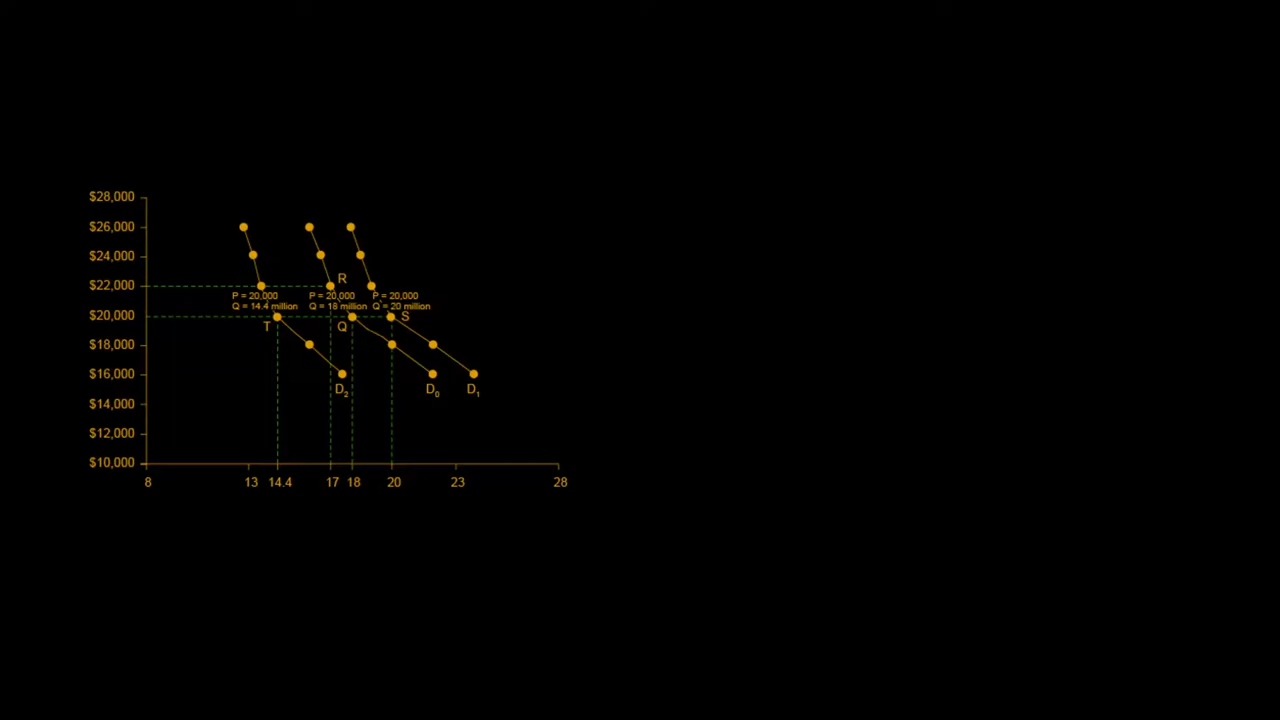 $28,000
$26,000
$24,000
$22,000
$20,000
$18,000
$16,000
$14,000
$12,000
$10,000
R
P = 20,000
Q = 14.4 million
P = 20,000
Q = 18 million
P = 20,000
Q = 20 million
T
Q
S
D2
D0
D1
8
13
14.4
17
18
20
23
28